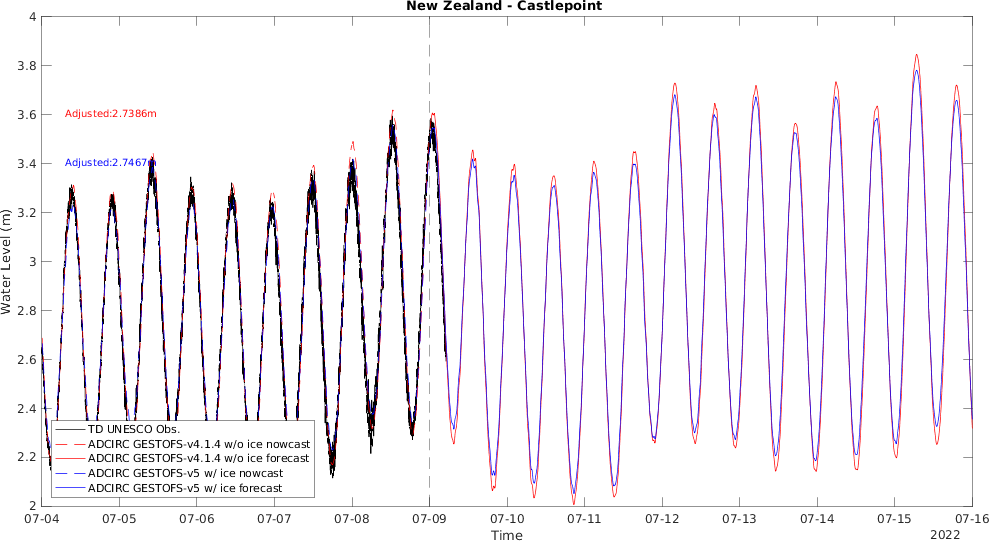 New Zealand - Castlepoint
4
3.8
3.6
3.4
3.2
3
2.8
2.6
2.4
2.2
2
Water Level (m)
Adjusted:2.7386m
Adjusted:2.7467m
TD UNESCO Obs.
ADCIRC GESTOFS-v4.1.4 w/o ice nowcast
ADCIRC GESTOFS-v4.1.4 w/o ice forecast
ADCIRC GESTOFS-v5 w/ ice nowcast
ADCIRC GESTOFS-v5 w/ ice forecast
07-04 07-05 07-06 07-07 07-08 07-09 07-10 07-11 07-12 07-13 07-14 07-15 07-16
Time
2022